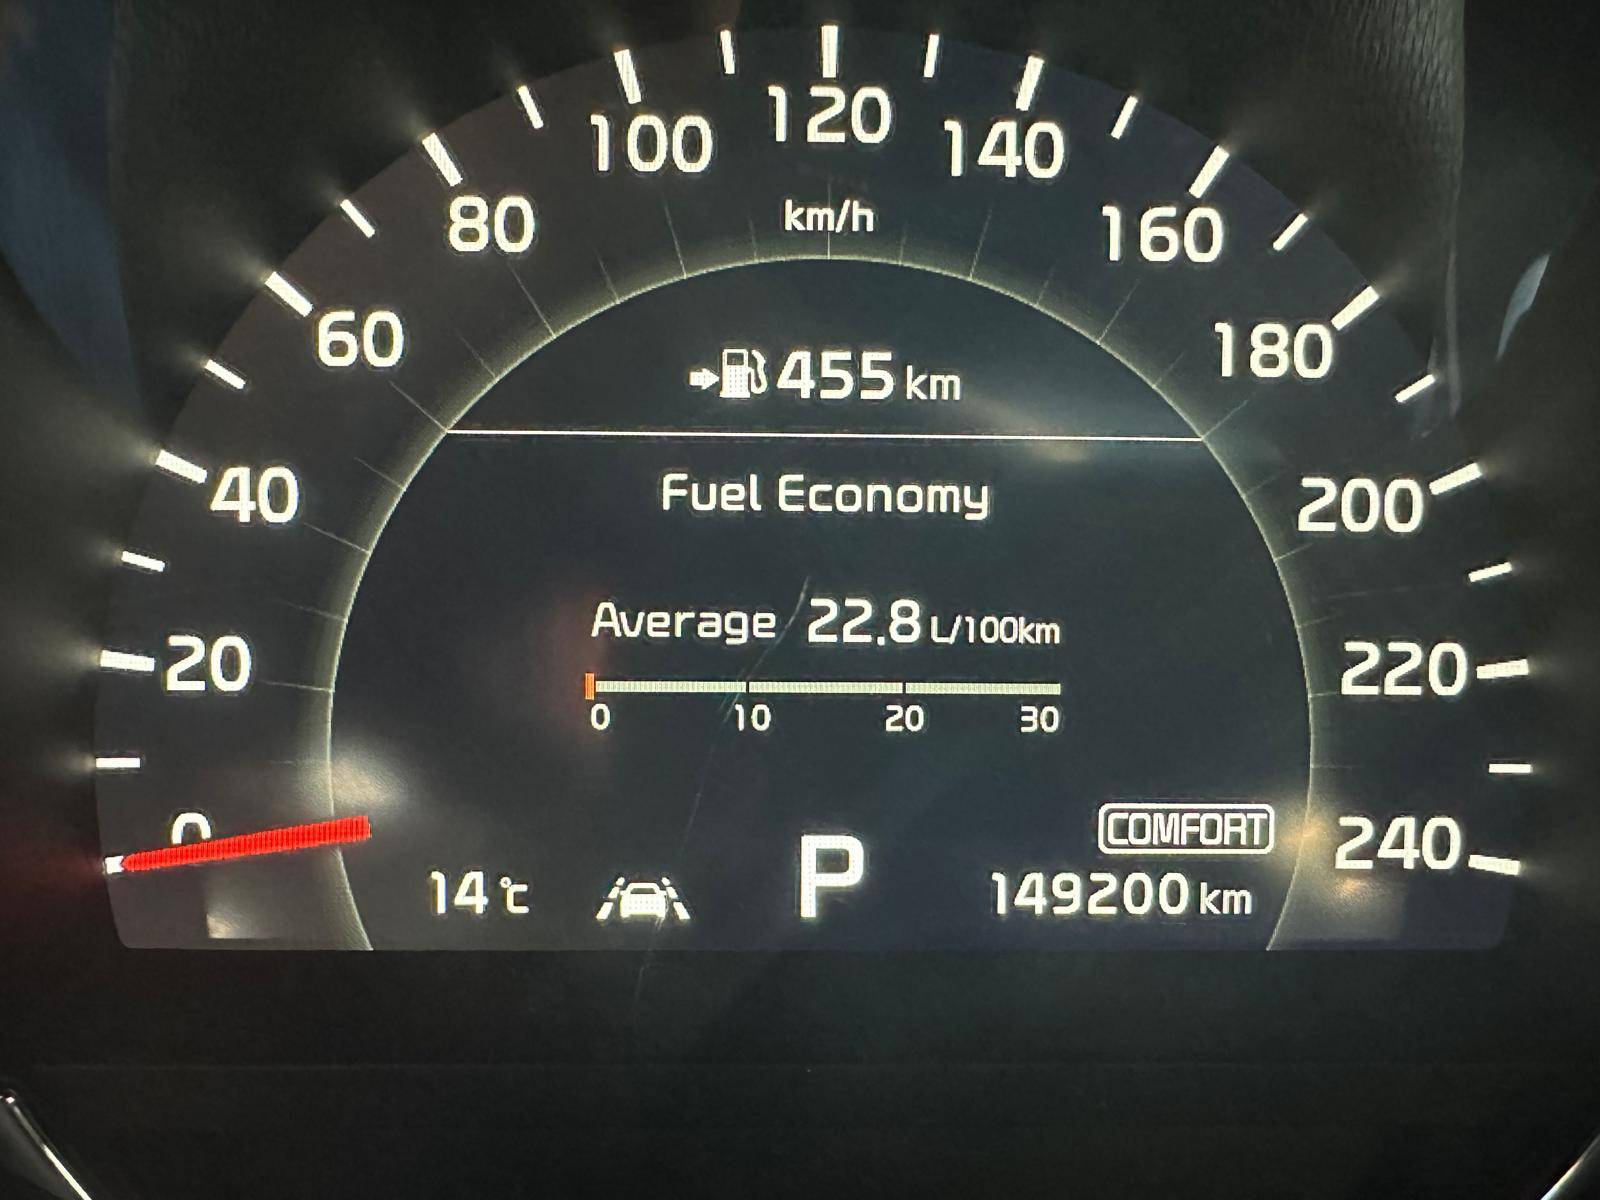 100 120 140
80 km/h 160
60 180
455 km
40 Fuel Economy 200
Average 22.8 L/100km
20 220
0 10 20 30
0 COMFORT 240
14 ℃ P 149200 km